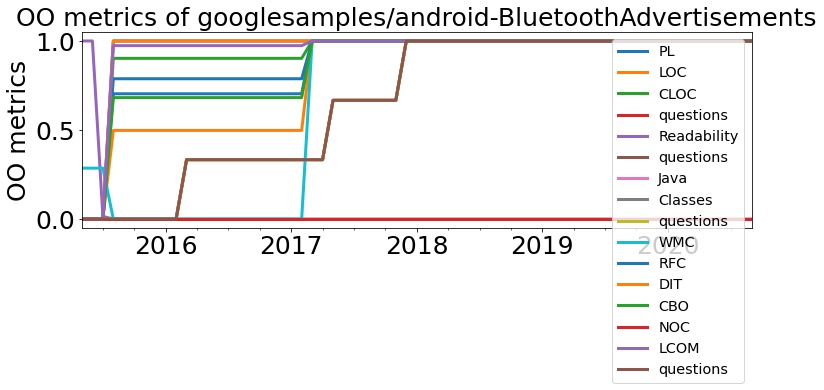 OO metrics of googlesamples/android-BluetoothAdvertisements
OO metrics
1.0
0.5
0.0
2016
2017
2018
2019
2020
PL
LOC
CLOC
questions
Readability
questions
Java
Classes
questions
WMC
RFC
DIT
CBO
NOC
LCOM
questions